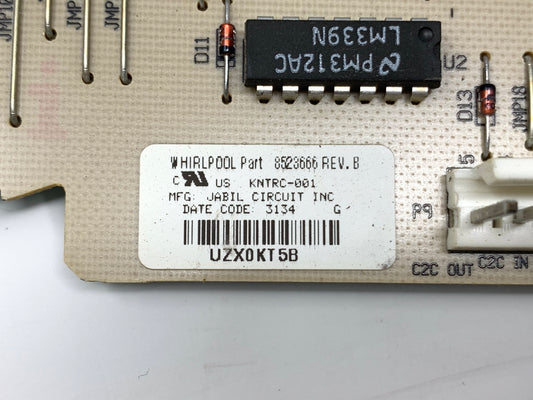 JMP10
JMP
JMP
D11
PM312AC
LM339N
U2
D13
JMP18
WHIRLPOOL Part 8523666 REV. B
C US KNTRC-001
MFG: JABIL CIRCUIT INC
DATE CODE: 3134 G
UZX0KT5B
5
P9
C2C OUT
C2C IN